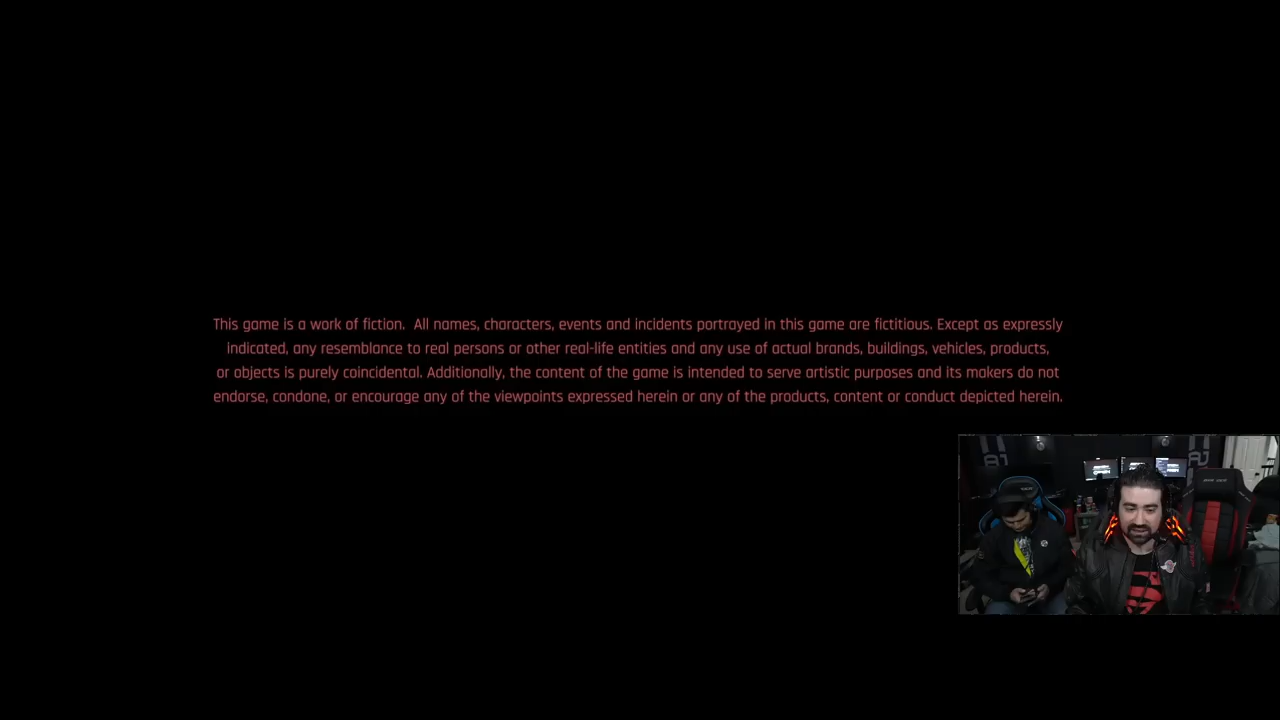 This game is a work of fiction.  All names, characters, events and incidents portrayed in this game are fictitious. Except as expressly
indicated, any resemblance to real persons or other real-life entities and any use of actual brands, buildings, vehicles, products,
or objects is purely coincidental. Additionally, the content of the game is intended to serve artistic purposes and its makers do not
endorse, condone, or encourage any of the viewpoints expressed herein or any of the products, content or conduct depicted herein.